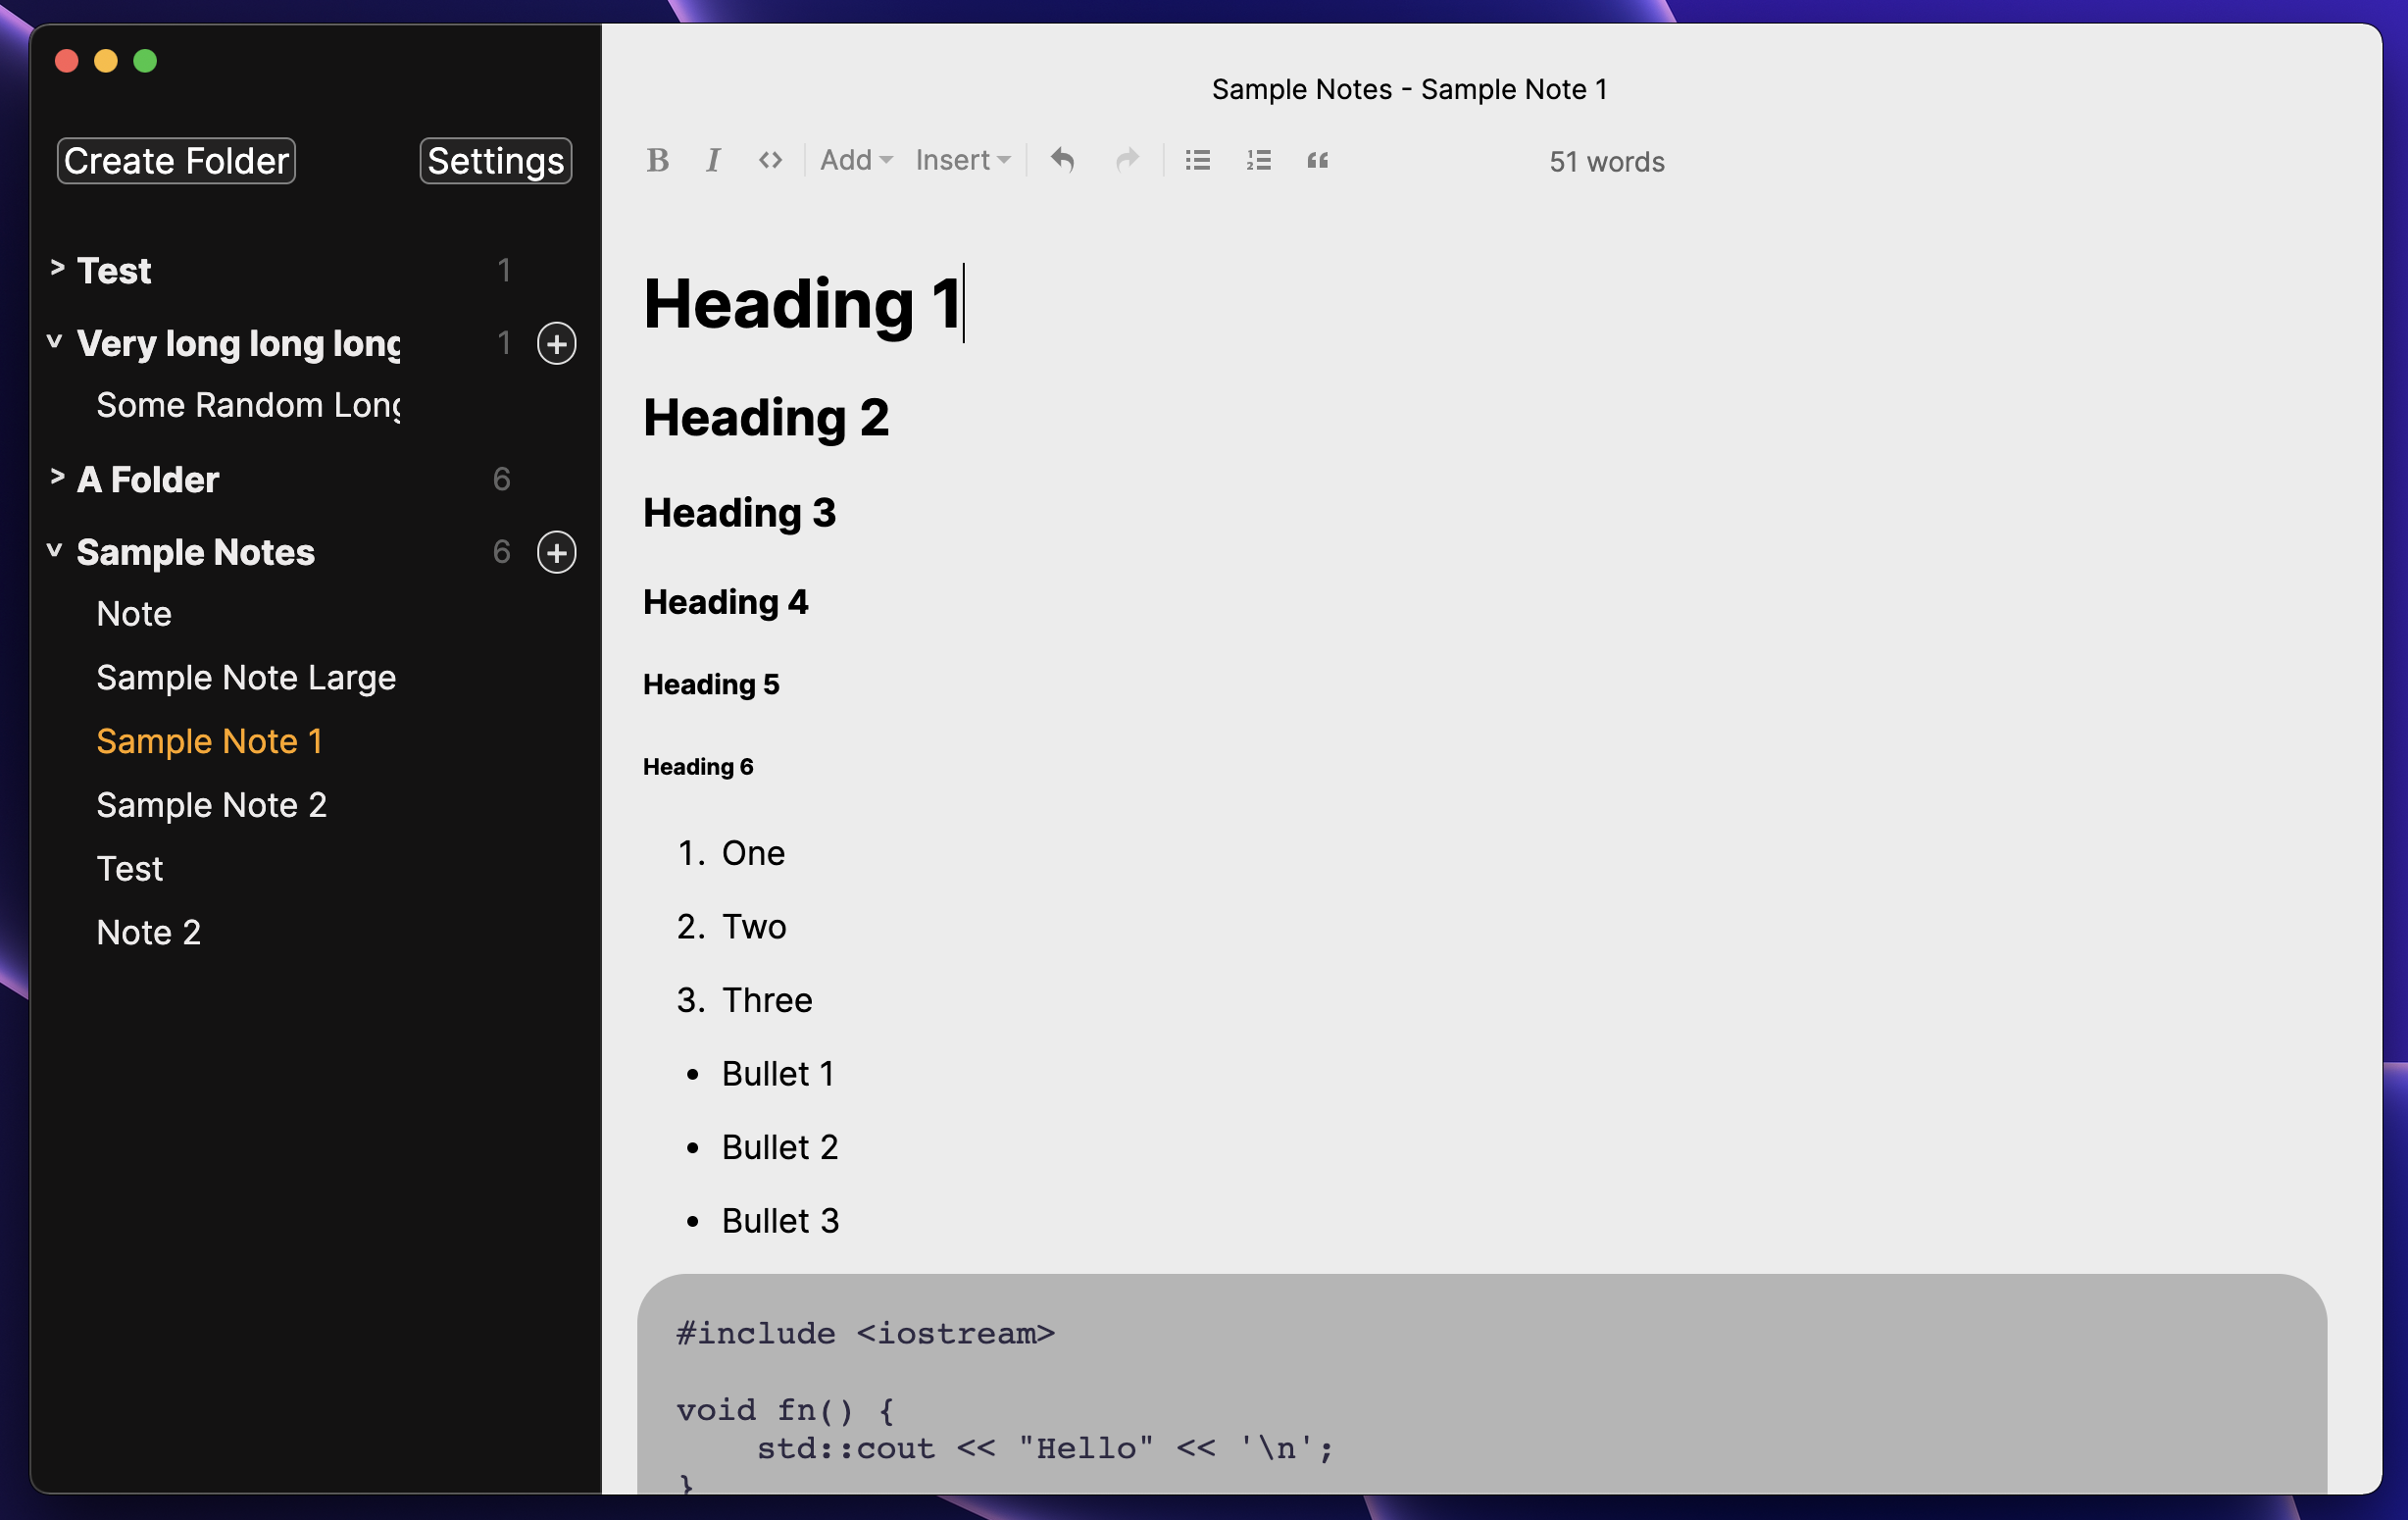 Sample Notes - Sample Note 1
Create Folder
Settings
B I <> Add Insert
51 words
> Test 1
v Very long long long 1 +
Some Random Long
> A Folder 6
v Sample Notes 6 +
Note
Sample Note Large
Sample Note 1
Sample Note 2
Test
Note 2
Heading 1
Heading 2
Heading 3
Heading 4
Heading 5
Heading 6
1. One
2. Two
3. Three
• Bullet 1
• Bullet 2
• Bullet 3
#include <iostream>
void fn() {
    std::cout << "Hello" << '\n';
}